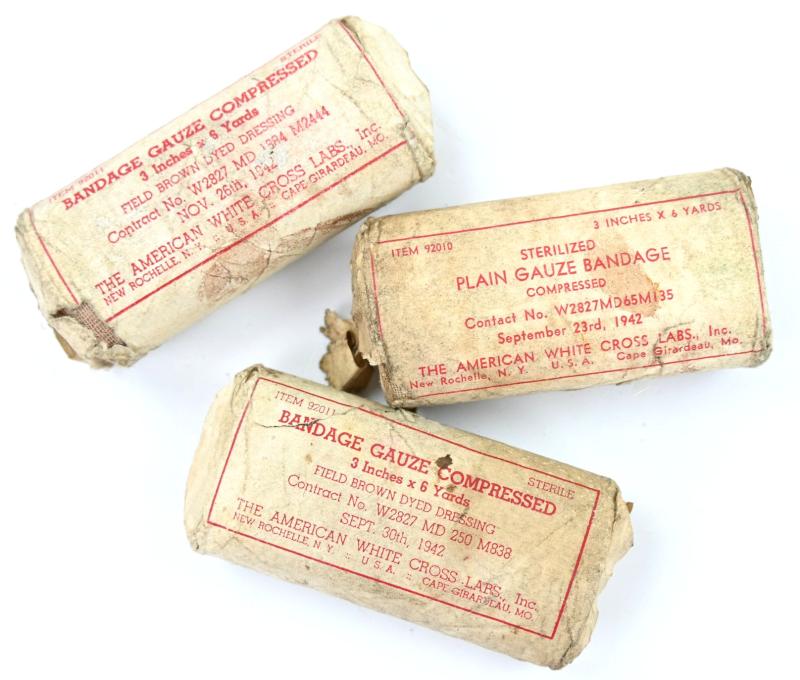 STERILE
ITEM 92011
BANDAGE GAUZE COMPRESSED
3 Inches x 6 Yards
FIELD BROWN DYED DRESSING
Contract No. W2827 MD 1384 M2444
NOV. 26th, 1942
THE AMERICAN WHITE CROSS LABS., Inc.
NEW ROCHELLE, N. Y. :: U. S. A. :: CAPE GIRARDEAU, MO.
ITEM 92010 3 INCHES X 6 YARDS
STERILIZED
PLAIN GAUZE BANDAGE
COMPRESSED
Contact No. W2827MD65M135
September 23rd, 1942
THE AMERICAN WHITE CROSS LABS., Inc.
New Rochelle, N. Y. U. S. A. Cape Girardeau, Mo.
ITEM 92011 STERILE
BANDAGE GAUZE COMPRESSED
3 Inches x 6 Yards
FIELD BROWN DYED DRESSING
Contract No. W2827 MD 250 M838
SEPT. 30th, 1942
THE AMERICAN WHITE CROSS LABS., Inc.
NEW ROCHELLE, N. Y. :: U. S. A. :: CAPE GIRARDEAU, MO.